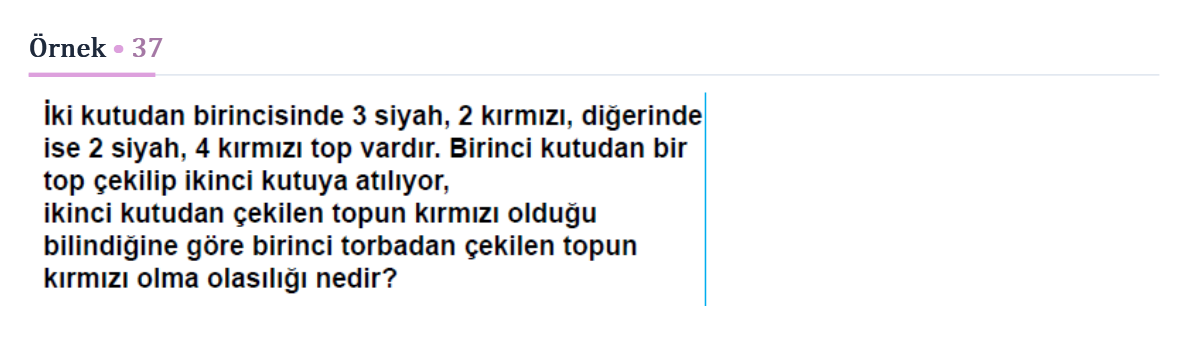 Örnek • 37
İki kutudan birincisinde 3 siyah, 2 kırmızı, diğerinde
ise 2 siyah, 4 kırmızı top vardır. Birinci kutudan bir
top çekilip ikinci kutuya atılıyor,
ikinci kutudan çekilen topun kırmızı olduğu
bilindiğine göre birinci torbadan çekilen topun
kırmızı olma olasılığı nedir?